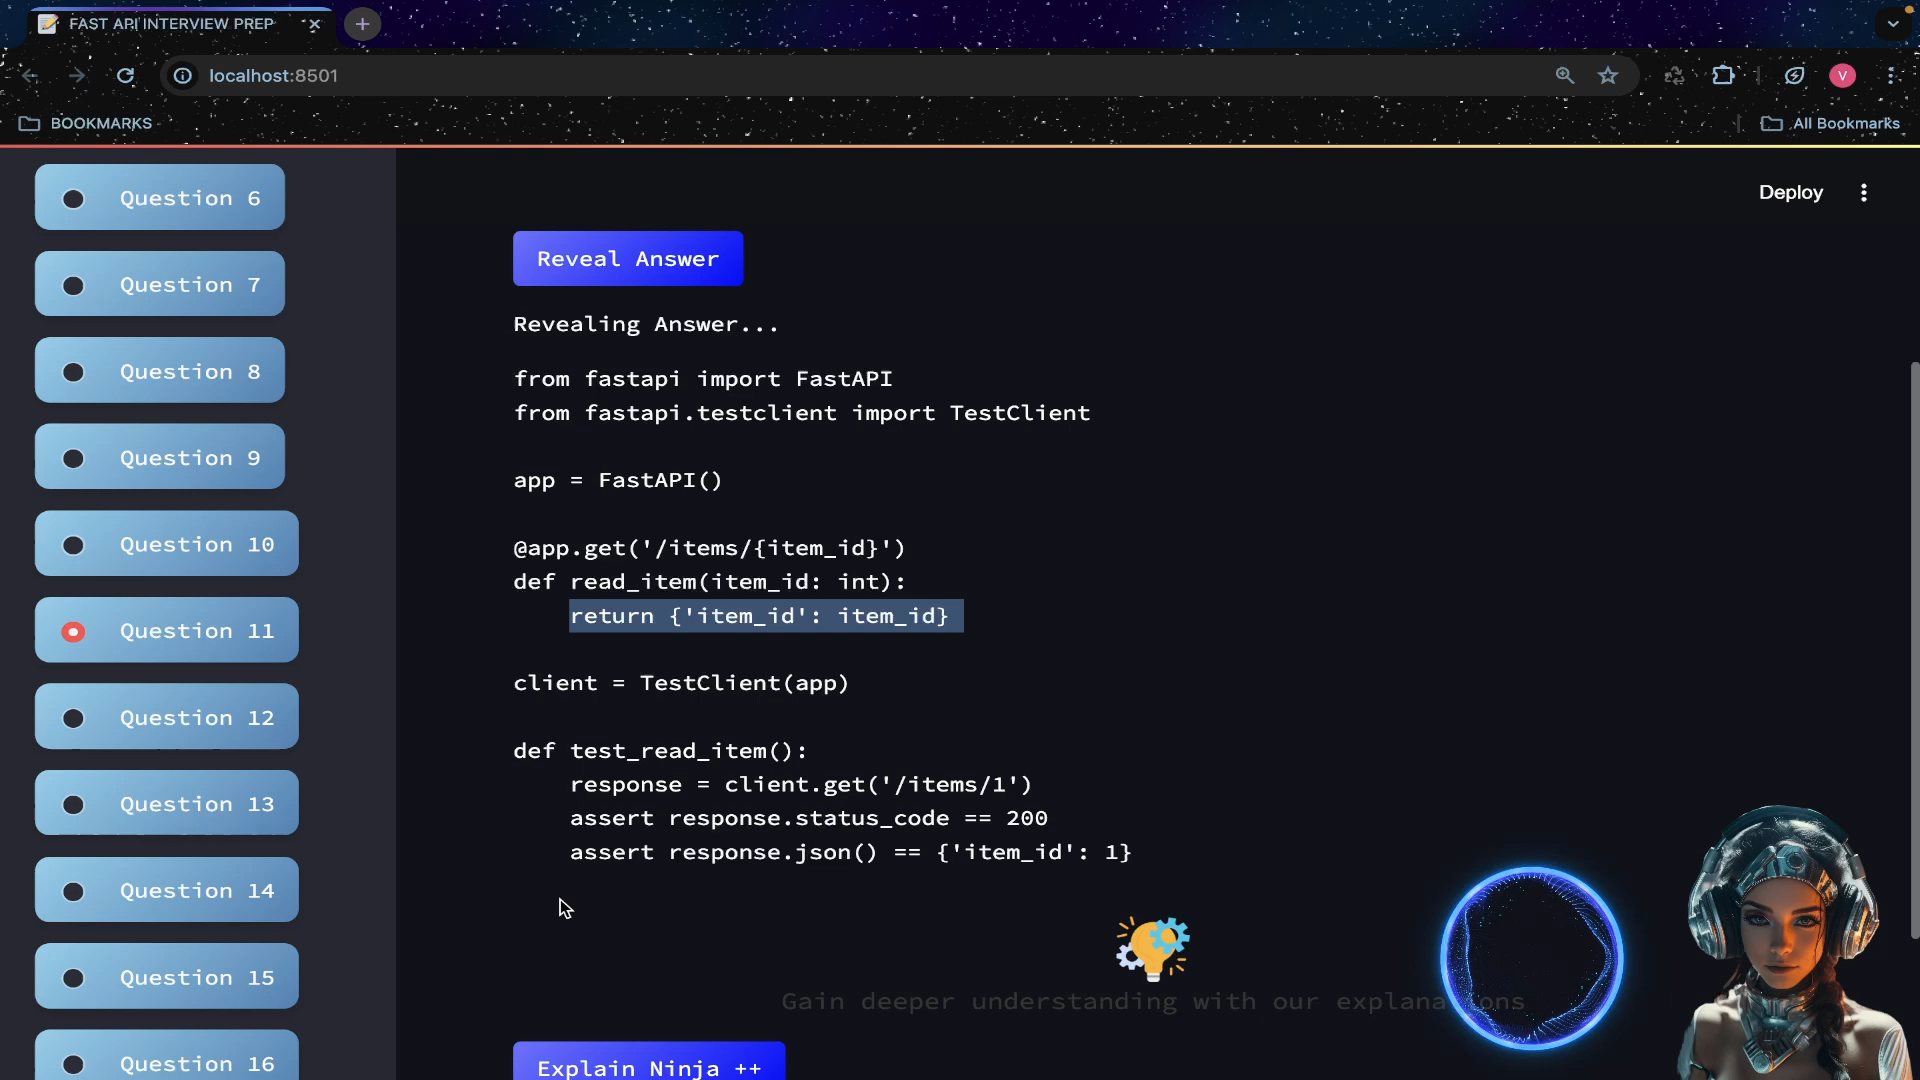 FAST API INTERVIEW PREP
localhost:8501
V
BOOKMARKS
All Bookmarks
Question 6
Question 7
Question 8
Question 9
Question 10
Question 11
Question 12
Question 13
Question 14
Question 15
Question 16
Deploy
Reveal Answer
Revealing Answer...
from fastapi import FastAPI
from fastapi.testclient import TestClient
app = FastAPI()
@app.get('/items/{item_id}')
def read_item(item_id: int):
return {'item_id': item_id}
client = TestClient(app)
def test_read_item():
response = client.get('/items/1')
assert response.status_code == 200
assert response.json() == {'item_id': 1}
Gain deeper understanding with our explanations
Explain Ninja ++